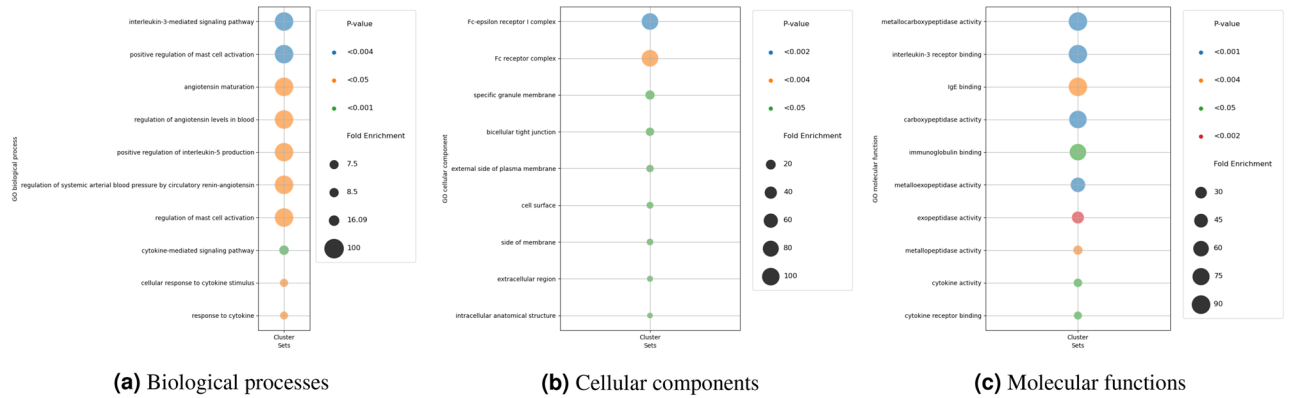 GO biological process
interleukin-3-mediated signaling pathway
positive regulation of mast cell activation
angiotensin maturation
regulation of angiotensin levels in blood
positive regulation of interleukin-5 production
regulation of systemic arterial blood pressure by circulatory renin-angiotensin
regulation of mast cell activation
cytokine-mediated signaling pathway
cellular response to cytokine stimulus
response to cytokine
Cluster
Sets
P-value
<0.004
<0.05
<0.001
Fold Enrichment
7.5
8.5
16.09
100
(a) Biological processes
GO cellular component
Fc-epsilon receptor I complex
Fc receptor complex
specific granule membrane
bicellular tight junction
external side of plasma membrane
cell surface
side of membrane
extracellular region
intracellular anatomical structure
Cluster
Sets
P-value
<0.002
<0.004
<0.05
Fold Enrichment
20
40
60
80
100
(b) Cellular components
GO molecular function
metallocarboxypeptidase activity
interleukin-3 receptor binding
IgE binding
carboxypeptidase activity
immunoglobulin binding
metalloexopeptidase activity
exopeptidase activity
metallopeptidase activity
cytokine activity
cytokine receptor binding
Cluster
Sets
P-value
<0.001
<0.004
<0.05
<0.002
Fold Enrichment
30
45
60
75
90
(c) Molecular functions